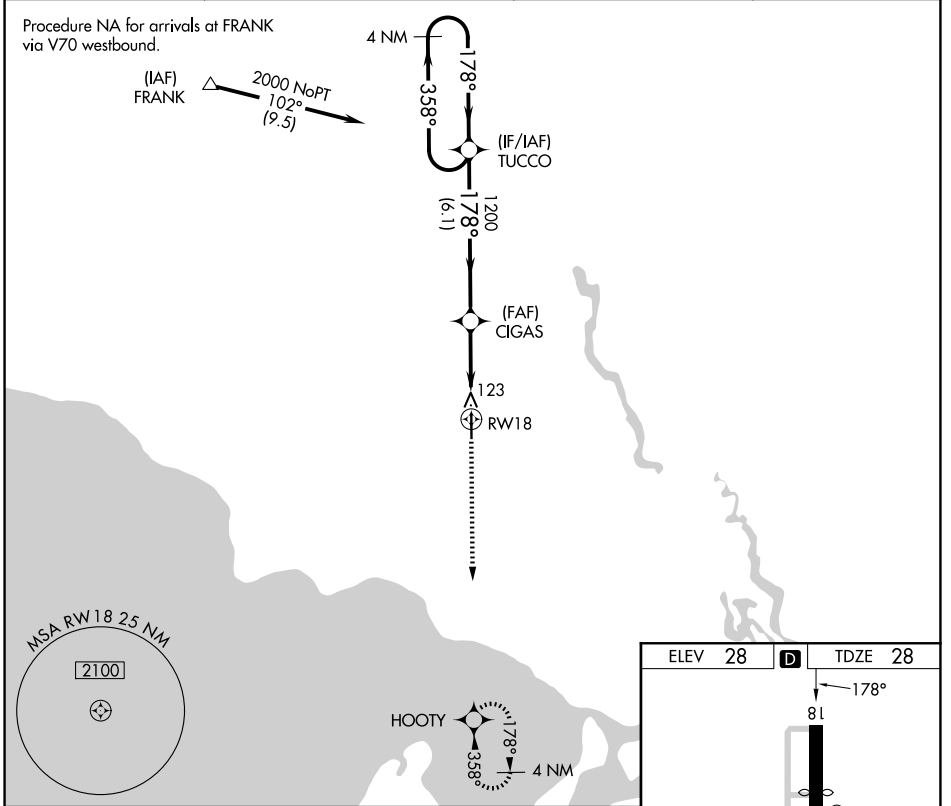 Procedure NA for arrivals at FRANK
via V70 westbound.
(IAF)
FRANK
2000 NoPT
102°
(9.5)
4 NM
358°
178°
(IF/IAF)
TUCCO
1200
178°
(6.1)
(FAF)
CIGAS
123
RW18
MSA RW18 25 NM
2100
HOOTY
178°
358°
4 NM
ELEV 28
D
TDZE 28
178°
18